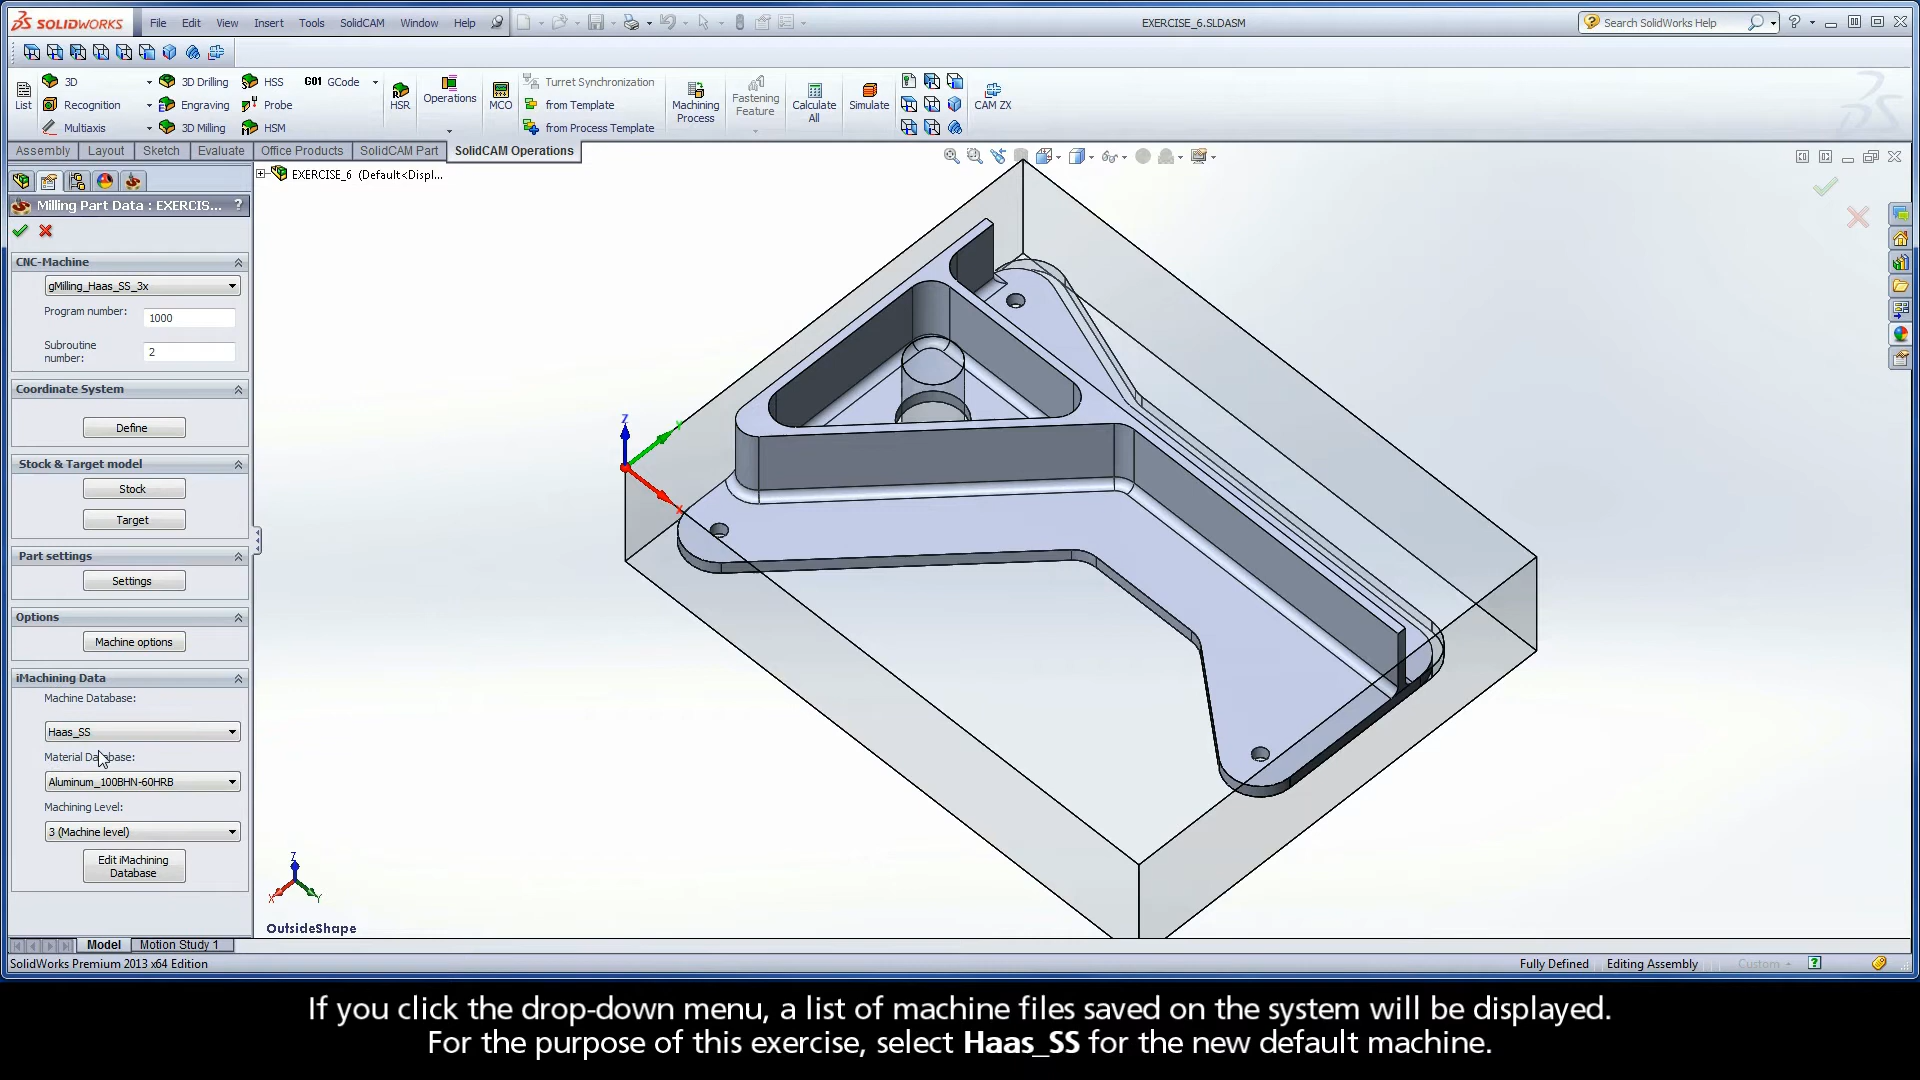 SOLIDWORKS File Edit View Insert Tools SolidCAM Window Help EXERCISE_6.SLDASM Search SolidWorks Help
3D 3D Drilling HSS G01 GCode Turret Synchronization
List Recognition Engraving Probe HSR Operations MCO from Template Machining Process Fastening Feature Calculate All Simulate CAM ZX
Multiaxis 3D Milling HSM from Process Template
Assembly Layout Sketch Evaluate Office Products SolidCAM Part SolidCAM Operations
EXERCISE_6 (Default<Displ...
Milling Part Data : EXERCIS... ?
CNC-Machine
gMilling_Haas_SS_3x
Program number: 1000
Subroutine number: 2
Coordinate System
Define
Stock & Target model
Stock
Target
Part settings
Settings
Options
Machine options
iMachining Data
Machine Database:
Haas_SS
Material Database:
Aluminum_100BHN-60HRB
Machining Level:
3 (Machine level)
Edit iMachining
Database
Z
Y
X
Z
X Y
OutsideShape
Model Motion Study 1
SolidWorks Premium 2013 x64 Edition Fully Defined Editing Assembly Custom
If you click the drop-down menu, a list of machine files saved on the system will be displayed.
For the purpose of this exercise, select Haas_SS for the new default machine.